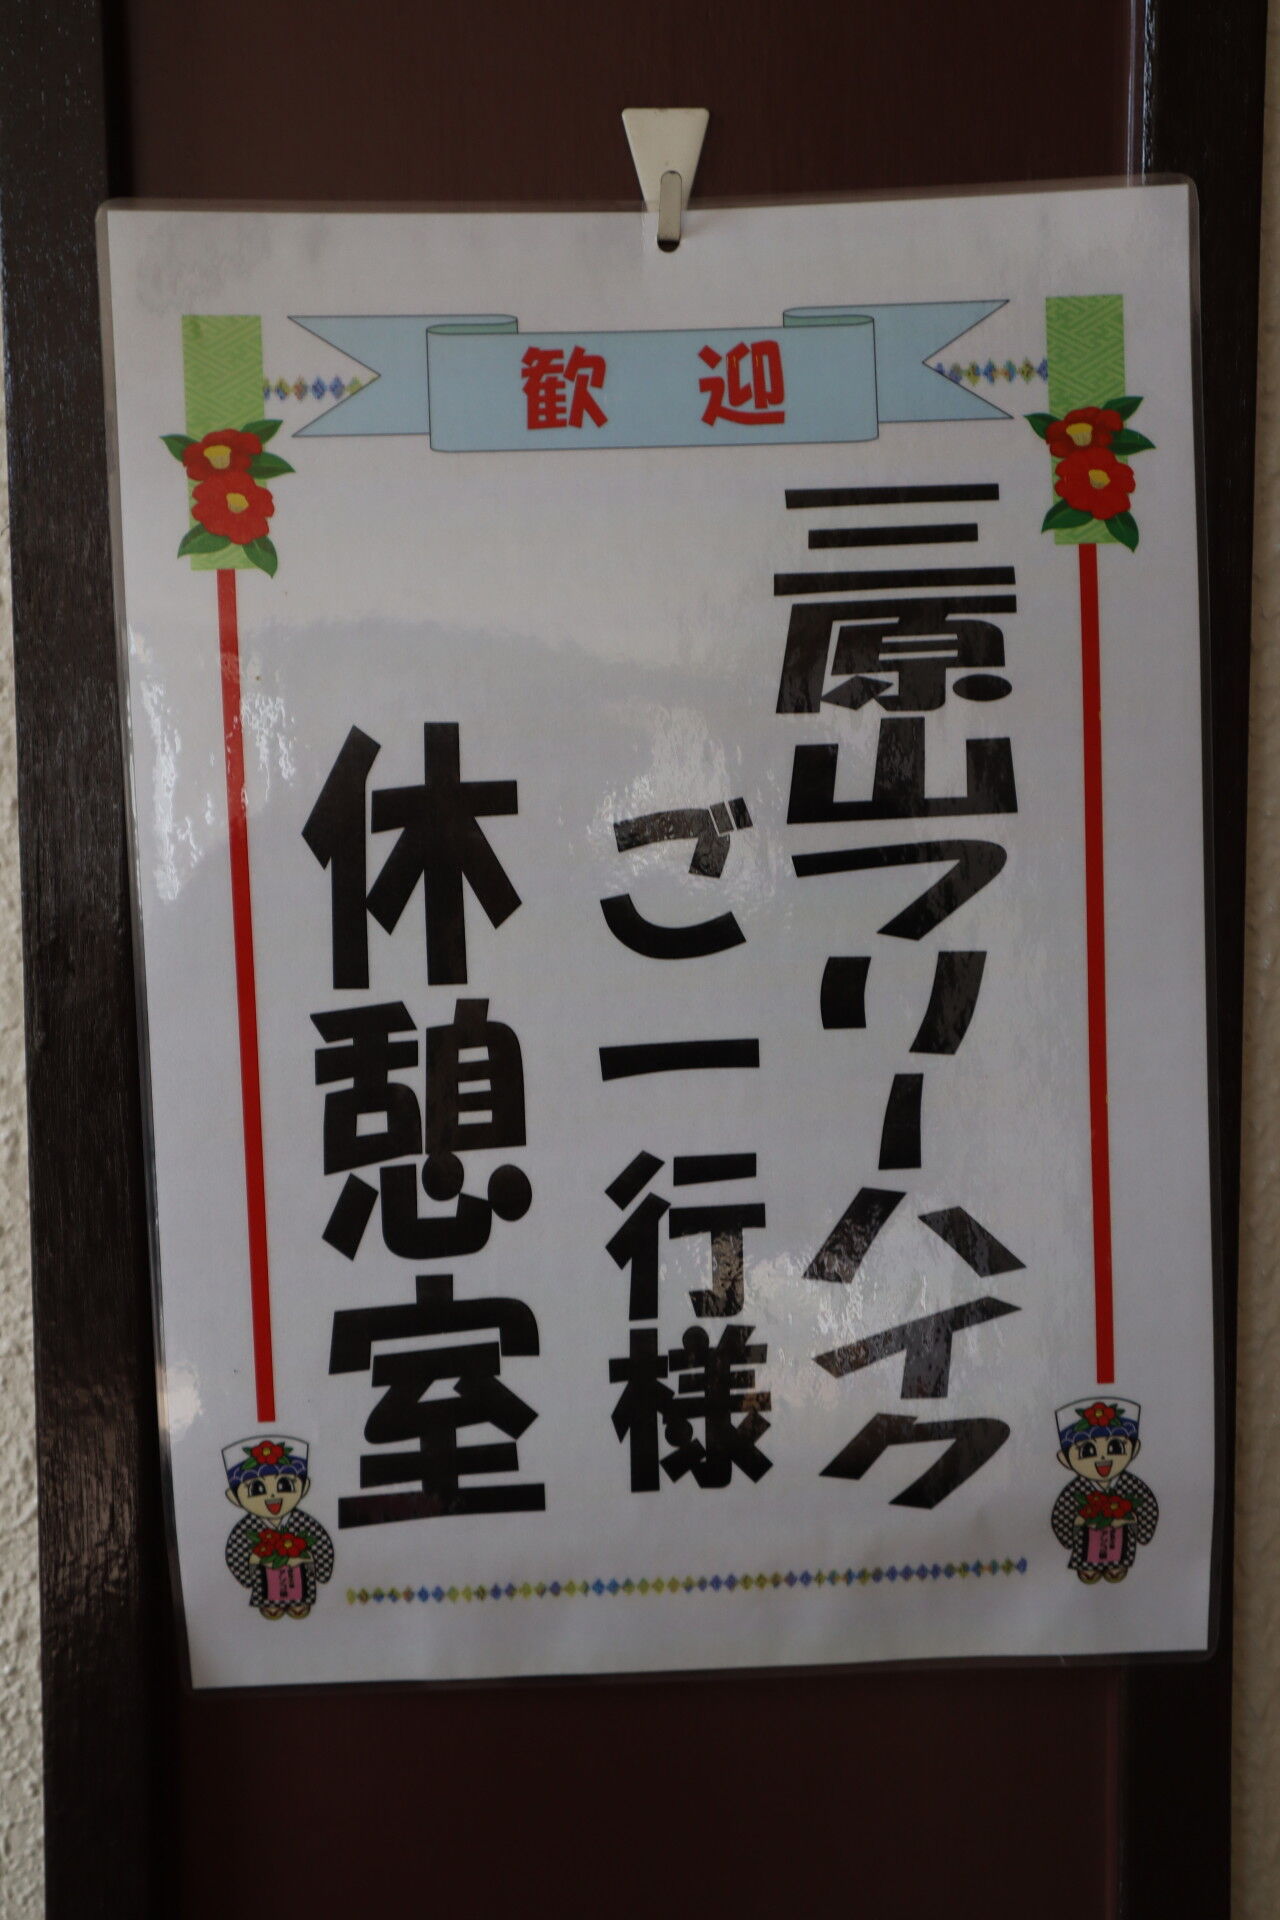 歓迎
三原山フリーハイク
ご一行様
休憩室